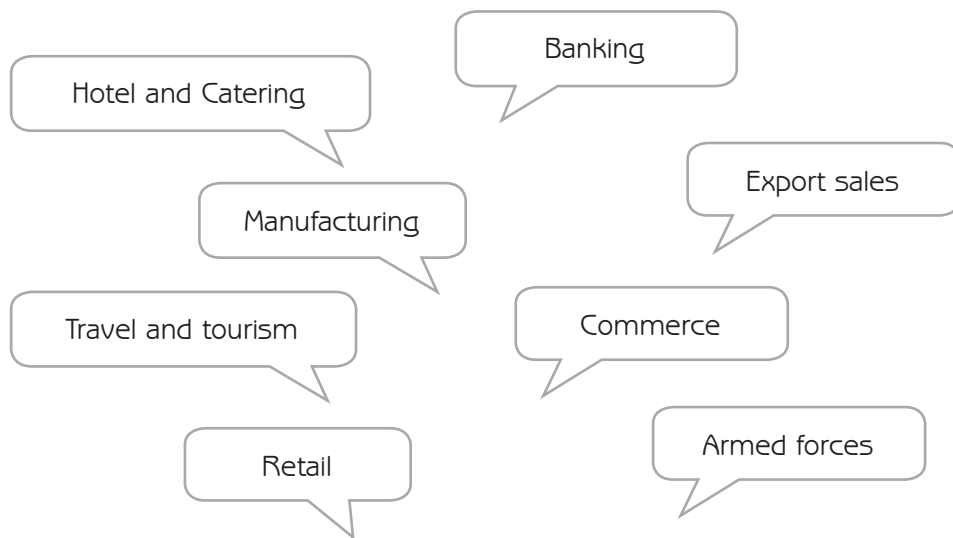 Banking
Hotel and Catering
Export sales
Manufacturing
Travel and tourism
Commerce
Armed forces
Retail